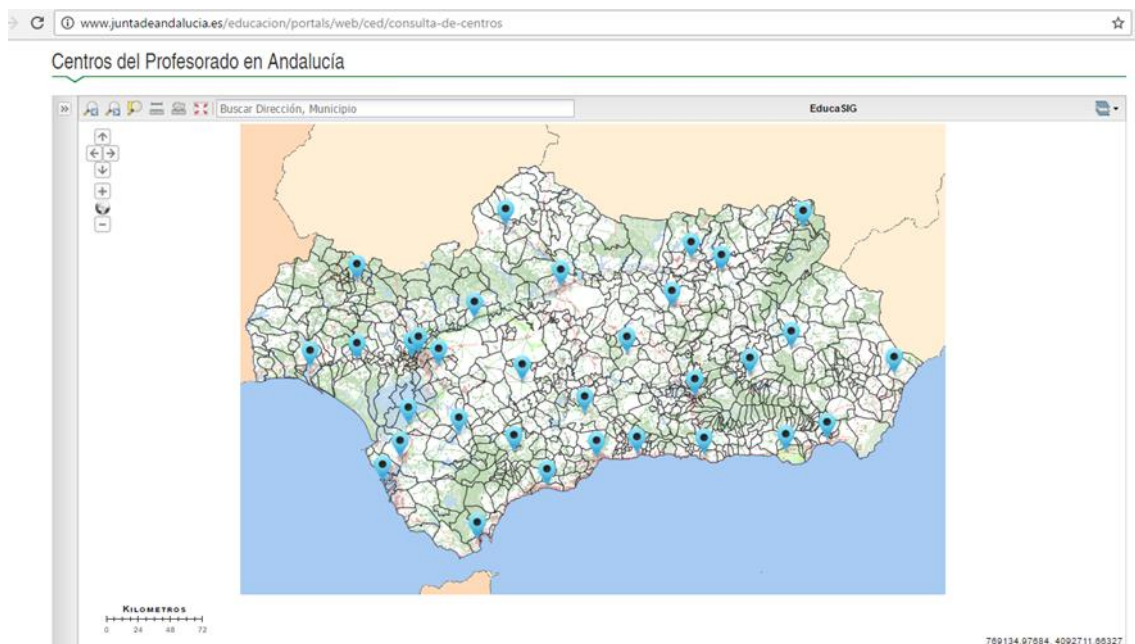 www.juntadeandalucia.es/educacion/portals/web/ced/consulta-de-centros
Centros del Profesorado en Andalucía
Buscar Dirección, Municipio
EducaSIG
KILOMETROS
0 24 48 72
769134.97684, 4092711.66327